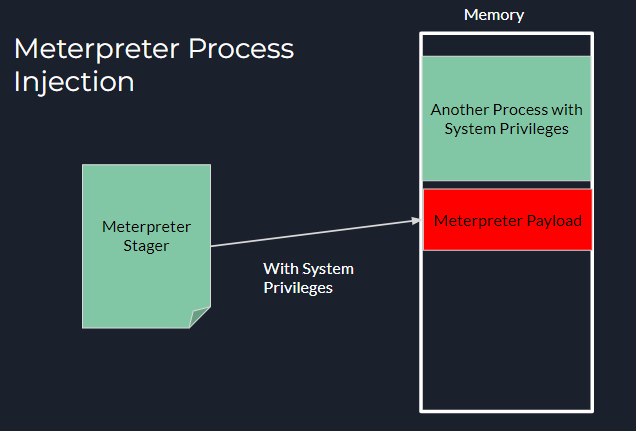 Memory
Meterpreter Process
Injection
Another Process with
System Privileges
Meterpreter Payload
Meterpreter
Stager
With System
Privileges